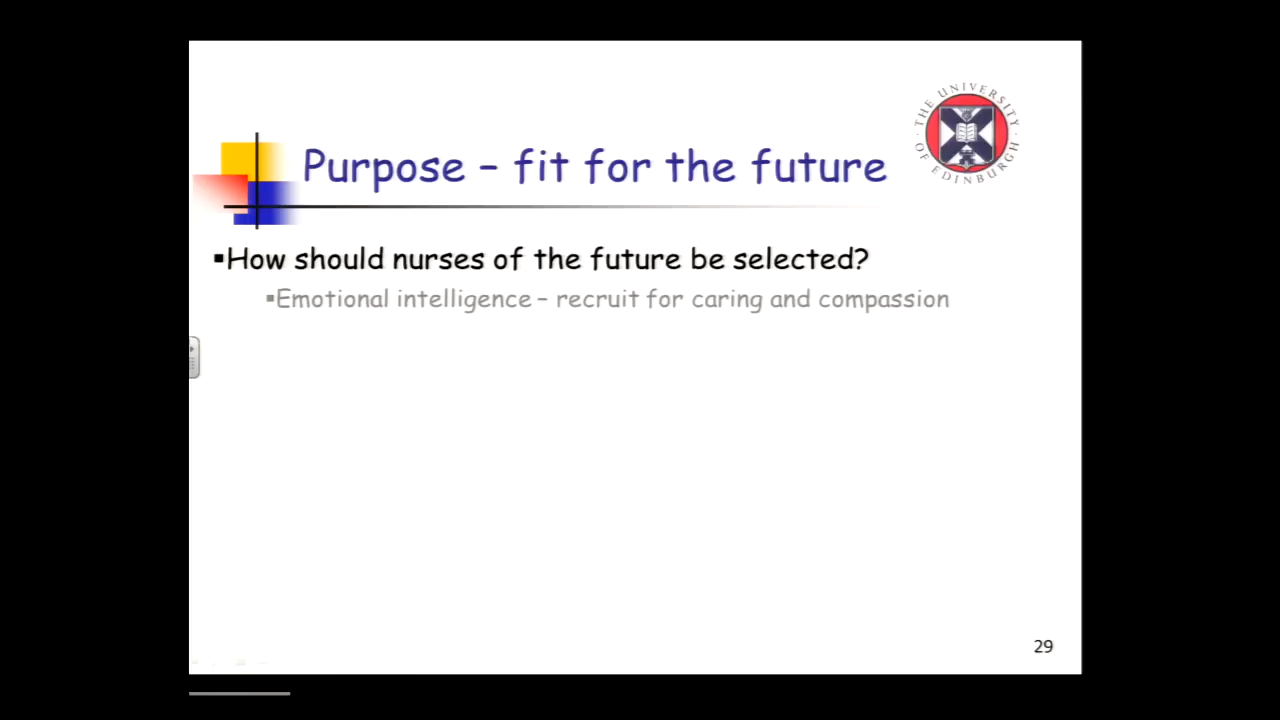 THE UNIVERSITY OF EDINBURGH
Purpose – fit for the future
▪How should nurses of the future be selected?
▪Emotional intelligence – recruit for caring and compassion
29